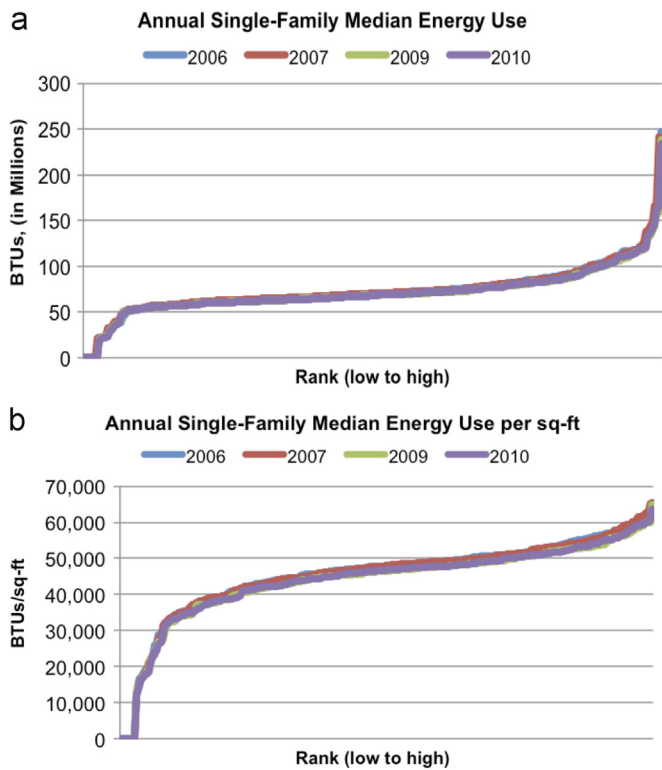 a
Annual Single-Family Median Energy Use
2006 2007 2009 2010
300
250
200
150
100
50
0
BTUs, (in Millions)
Rank (low to high)
b
Annual Single-Family Median Energy Use per sq-ft
2006 2007 2009 2010
70,000
60,000
50,000
40,000
30,000
20,000
10,000
0
BTUs/sq-ft
Rank (low to high)